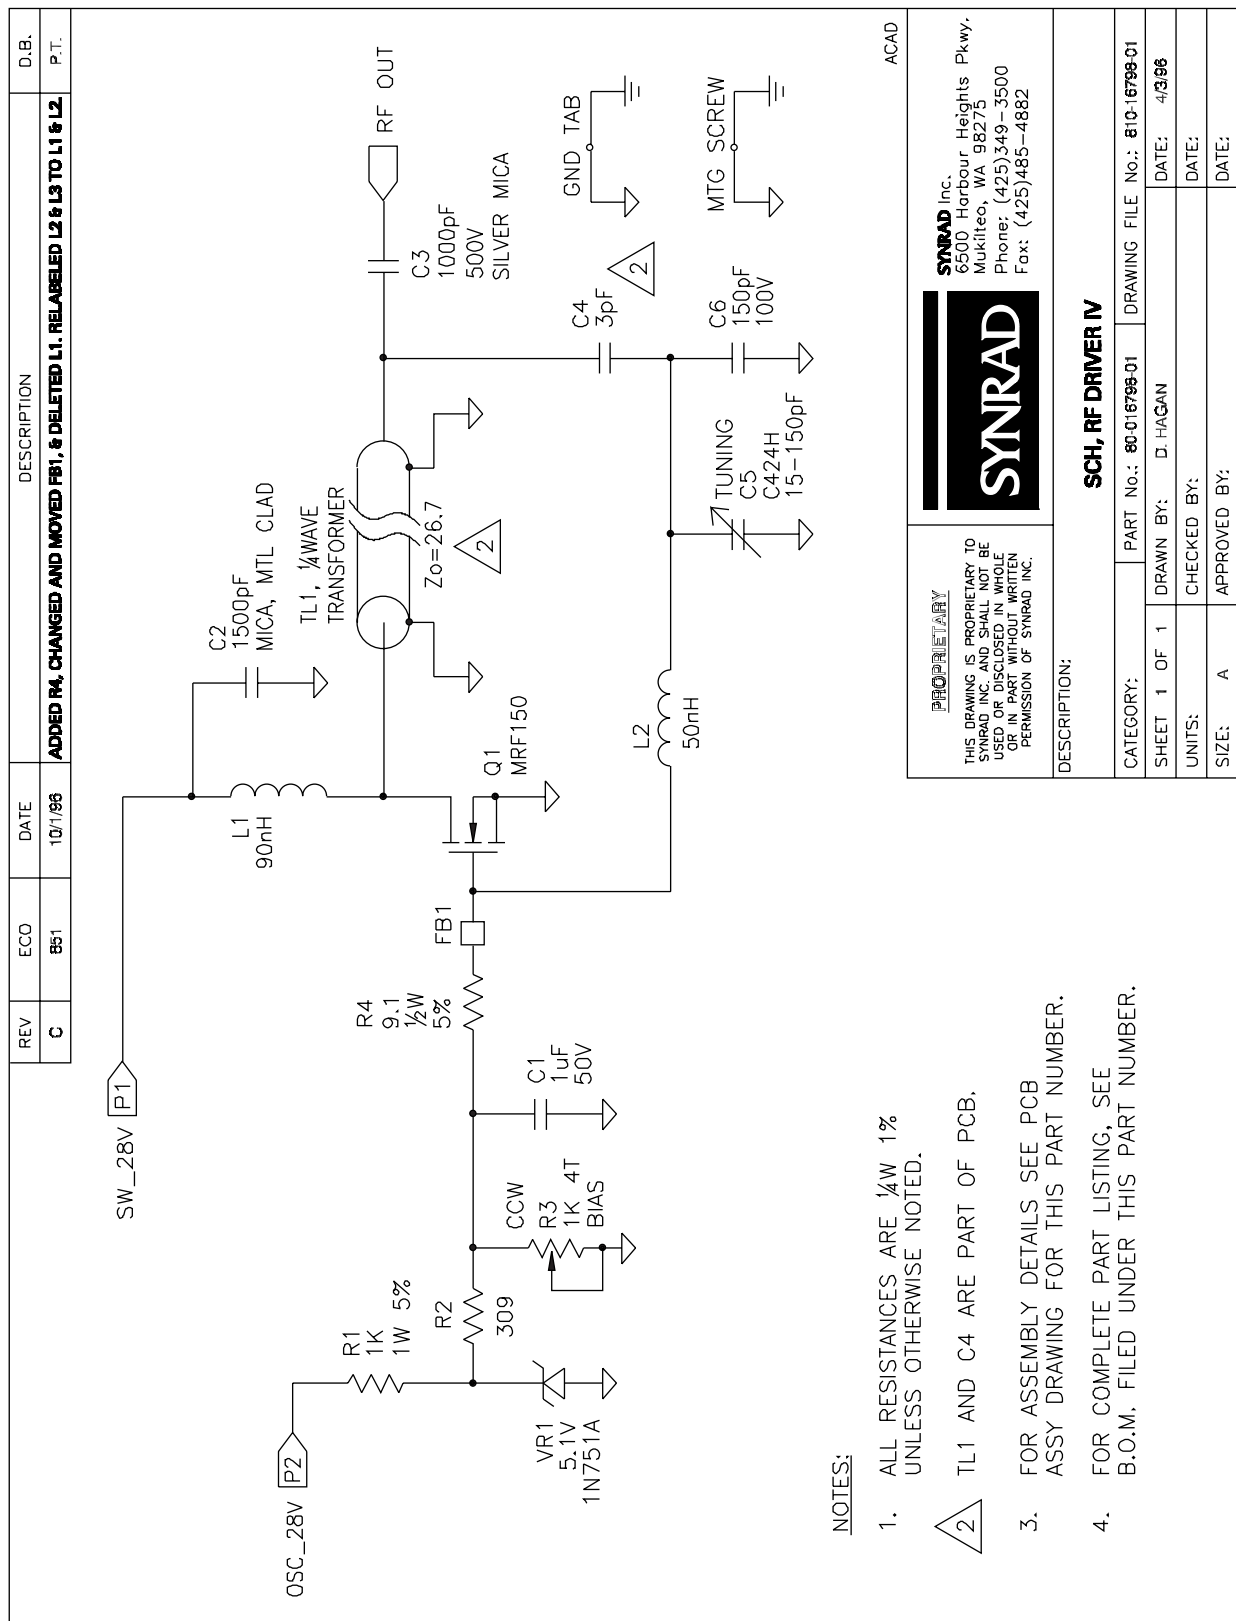 REV ECO DATE DESCRIPTION D.B.
C 851 10/1/96 ADDED R4, CHANGED AND MOVED FB1, & DELETED L1. RELABELED L2 & L3 TO L1 & L2. P.T.
SW_28V P1
OSC_28V P2
R1
1K
1W 5%
VR1
5.1V
1N751A
R2
309
CCW
R3
1K 4T
BIAS
C1
1uF
50V
R4
9.1
½W
5%
FB1
L1
90nH
C2
1500pF
MICA, MTL CLAD
Q1
MRF150
TL1, ¼WAVE
TRANSFORMER
Zo=26.7
2
L2
50nH
TUNING
C5
C424H
15-150pF
C4
3pF
2
C6
150pF
100V
C3
1000pF
500V
SILVER MICA
RF OUT
GND TAB
MTG SCREW
NOTES:
1. ALL RESISTANCES ARE ¼W 1%
UNLESS OTHERWISE NOTED.
2 TL1 AND C4 ARE PART OF PCB.
3. FOR ASSEMBLY DETAILS SEE PCB
ASSY DRAWING FOR THIS PART NUMBER.
4. FOR COMPLETE PART LISTING, SEE
B.O.M. FILED UNDER THIS PART NUMBER.
ACAD
PROPRIETARY
THIS DRAWING IS PROPRIETARY TO
SYNRAD INC. AND SHALL NOT BE
USED OR DISCLOSED IN WHOLE
OR IN PART WITHOUT WRITTEN
PERMISSION OF SYNRAD INC.
SYNRAD
SYNRAD Inc.
6500 Harbour Heights Pkwy.
Mukilteo, WA 98275
Phone: (425)349-3500
Fax: (425)485-4882
DESCRIPTION:
SCH, RF DRIVER IV
CATEGORY: PART No.: 80-016798-01 DRAWING FILE No.: 810-16798-01
SHEET 1 OF 1 DRAWN BY: D. HAGAN DATE: 4/3/96
UNITS: CHECKED BY: DATE:
SIZE: A APPROVED BY: DATE: